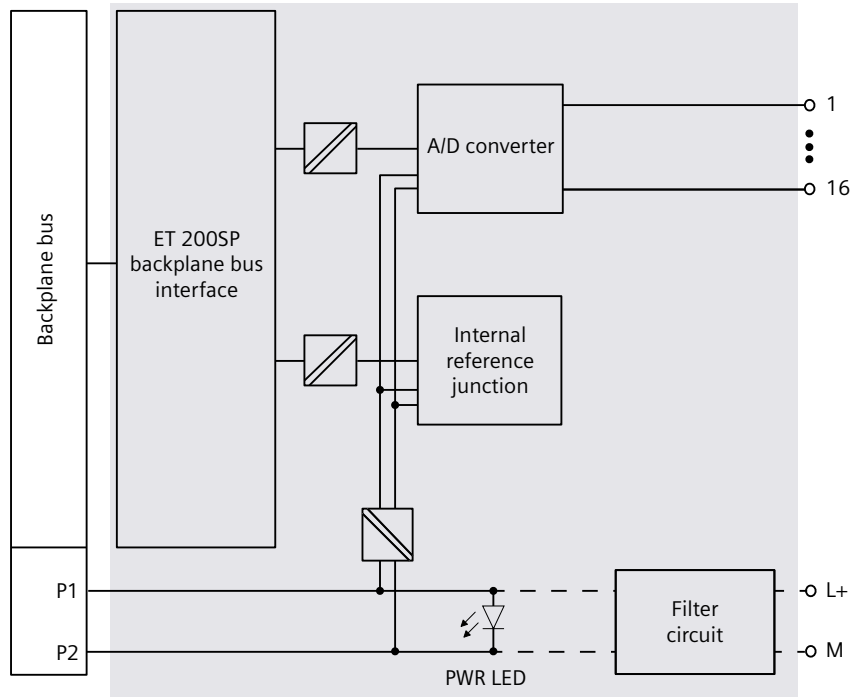 Backplane bus
ET 200SP
backplane bus
interface
A/D converter
1
16
Internal
reference
junction
P1
P2
PWR LED
Filter
circuit
L+
M